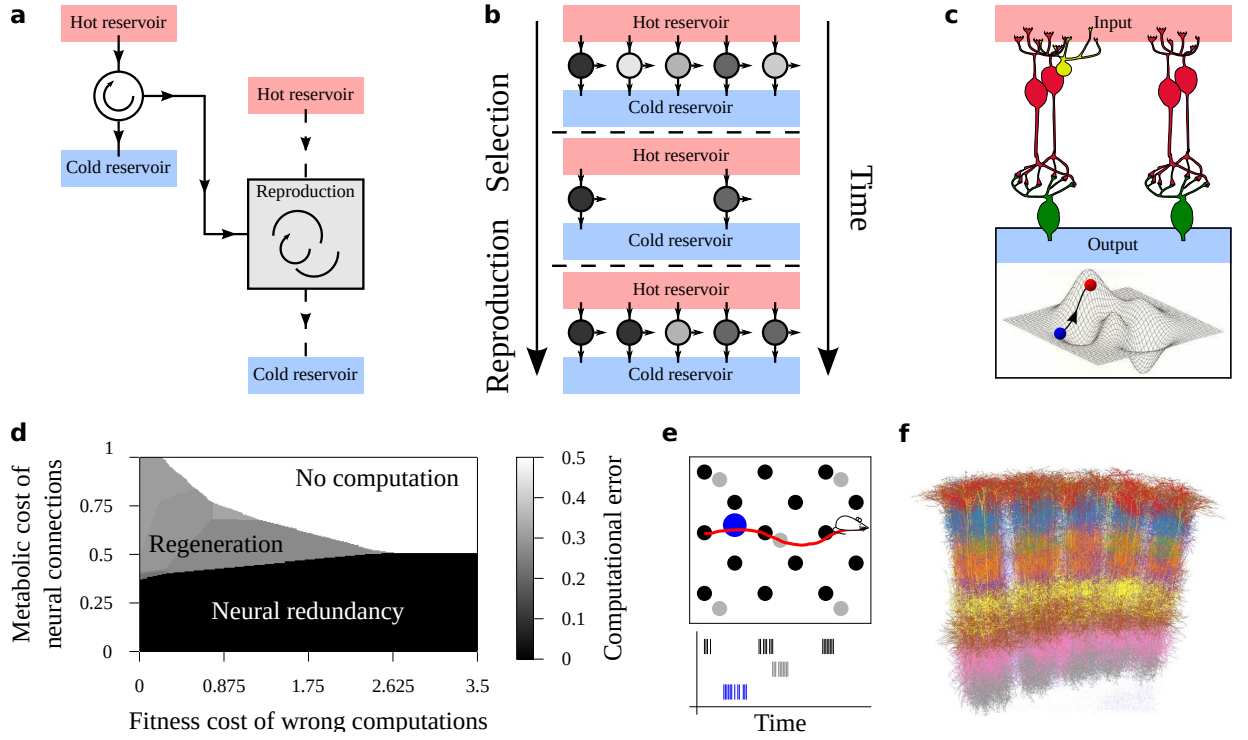 a
Hot reservoir
Cold reservoir
Hot reservoir
Reproduction
Cold reservoir
b
Selection
Reproduction
Hot reservoir
Cold reservoir
Hot reservoir
Cold reservoir
Hot reservoir
Cold reservoir
Time
c
Input
Output
d
Metabolic cost of
neural connections
1
0.75
0.5
0.25
0
No computation
Regeneration
Neural redundancy
0
0.875
1.75
2.625
3.5
Fitness cost of wrong computations
0.5
0.4
0.3
0.2
0.1
0
Computational error
e
Time
f